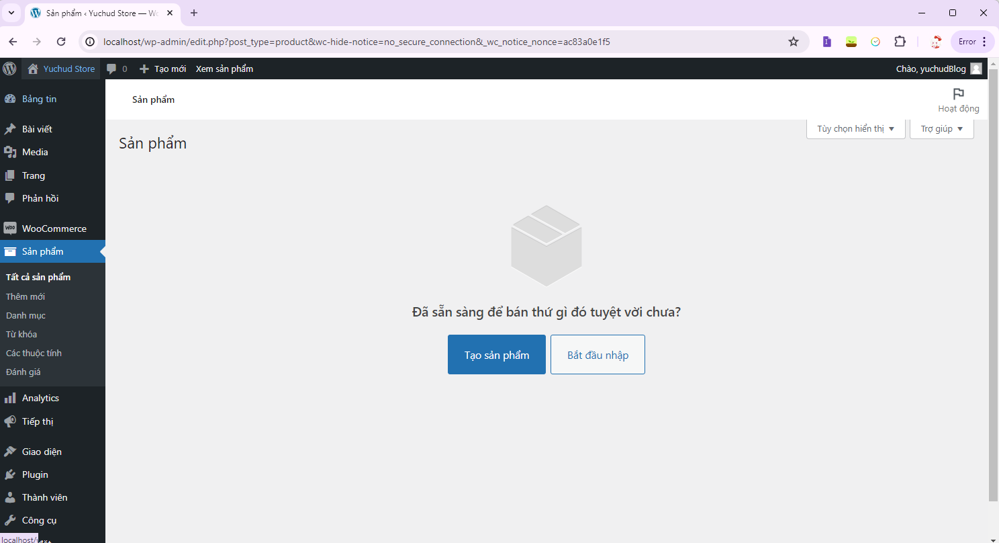 Sản phẩm ‹ Yuchud Store — Wo
localhost/wp-admin/edit.php?post_type=product&wc-hide-notice=no_secure_connection&_wc_notice_nonce=ac83a0e1f5
Error
Yuchud Store
0
Tạo mới
Xem sản phẩm
Chào, yuchudBlog
Bảng tin
Bài viết
Media
Trang
Phản hồi
WOO
WooCommerce
Sản phẩm
Tất cả sản phẩm
Thêm mới
Danh mục
Từ khóa
Các thuộc tính
Đánh giá
Analytics
Tiếp thị
Giao diện
Plugin
Thành viên
Công cụ
localhost/
Sản phẩm
Hoạt động
Tùy chọn hiển thị
Trợ giúp
Sản phẩm
Đã sẵn sàng để bán thứ gì đó tuyệt vời chưa?
Tạo sản phẩm
Bắt đầu nhập